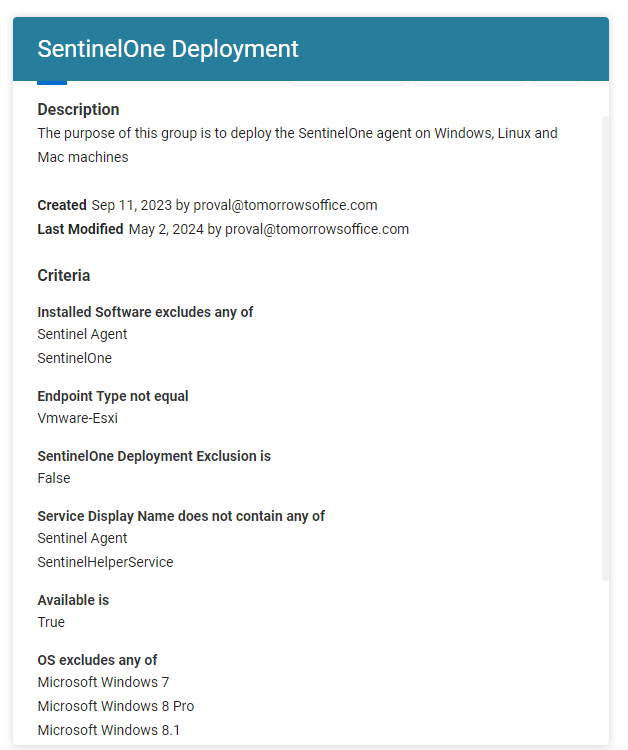 SentinelOne Deployment
Description
The purpose of this group is to deploy the SentinelOne agent on Windows, Linux and
Mac machines
Created Sep 11, 2023 by proval@tomorrowsoffice.com
Last Modified May 2, 2024 by proval@tomorrowsoffice.com
Criteria
Installed Software excludes any of
Sentinel Agent
SentinelOne
Endpoint Type not equal
Vmware-Esxi
SentinelOne Deployment Exclusion is
False
Service Display Name does not contain any of
Sentinel Agent
SentinelHelperService
Available is
True
OS excludes any of
Microsoft Windows 7
Microsoft Windows 8 Pro
Microsoft Windows 8.1